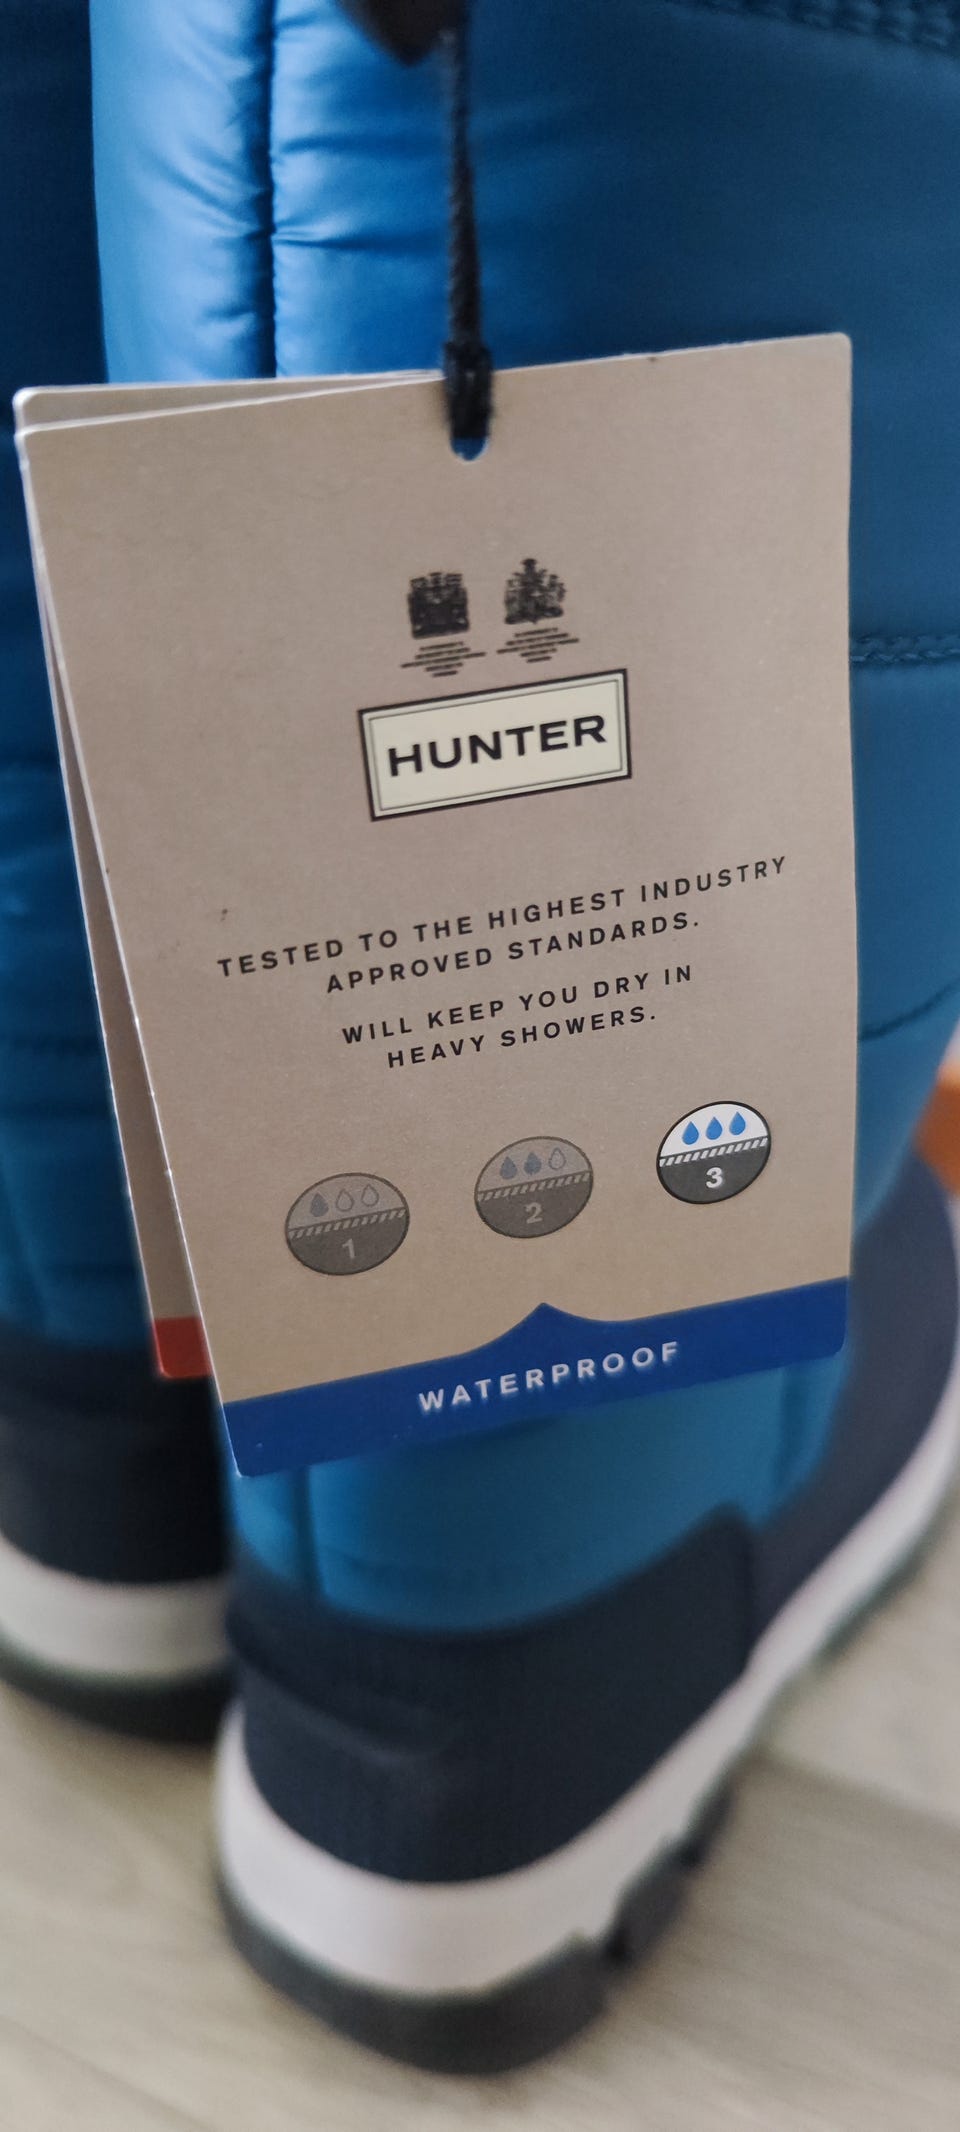 HUNTER
TESTED TO THE HIGHEST INDUSTRY
APPROVED STANDARDS.
WILL KEEP YOU DRY IN
HEAVY SHOWERS.
1
2
3
WATERPROOF